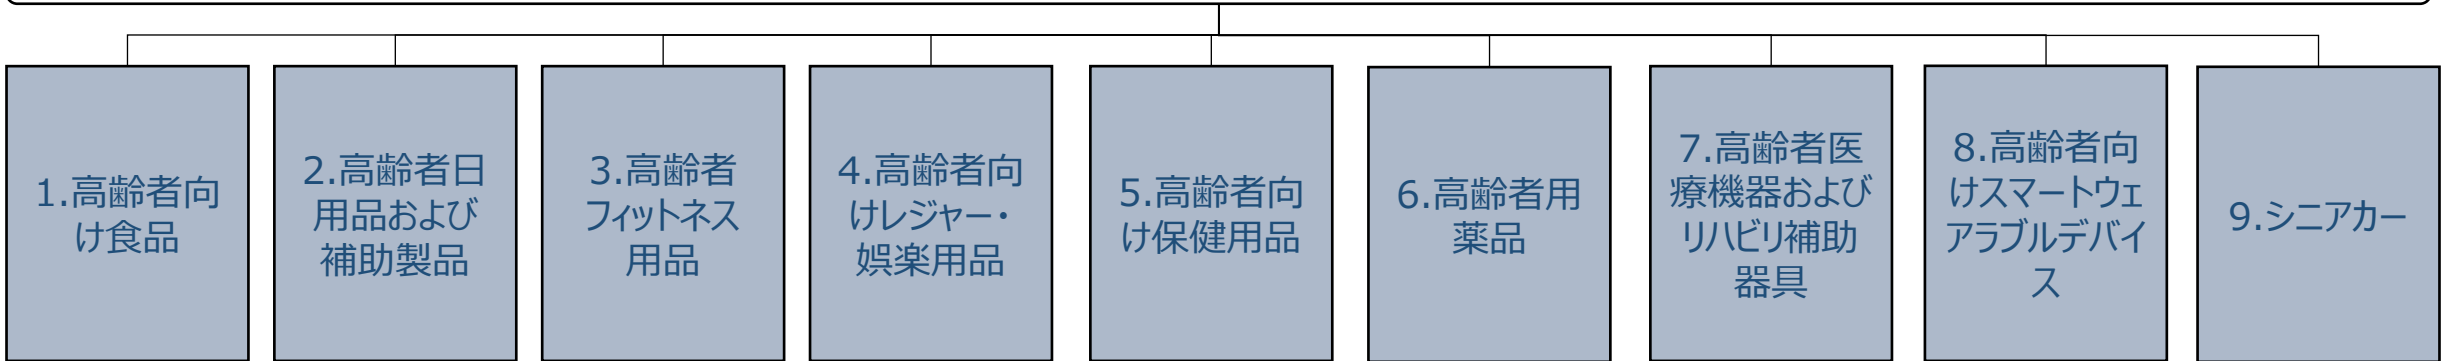 1.高齢者向
け食品
2.高齢者日
用品および
補助製品
3.高齢者
フィットネス
用品
4.高齢者向
けレジャー・
娯楽用品
5.高齢者向
け保健用品
6.高齢者用
薬品
7.高齢者医
療機器および
リハビリ補助
器具
8.高齢者向
けスマートウェ
アラブルデバイ
ス
9.シニアカー